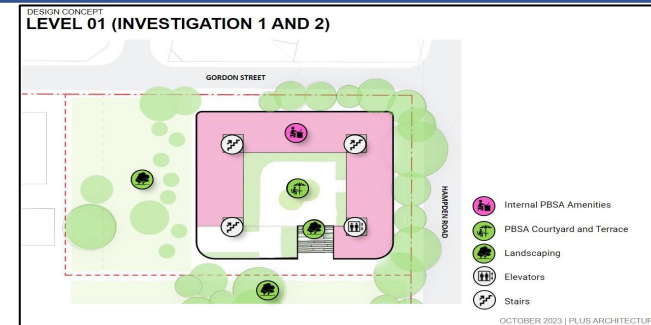 DESIGN CONCEPT
LEVEL 01 (INVESTIGATION 1 AND 2)
GORDON STREET
HAMPDEN ROAD
Internal PBSA Amenities
PBSA Courtyard and Terrace
Landscaping
Elevators
Stairs
OCTOBER 2023 | PLUS ARCHITECTUR